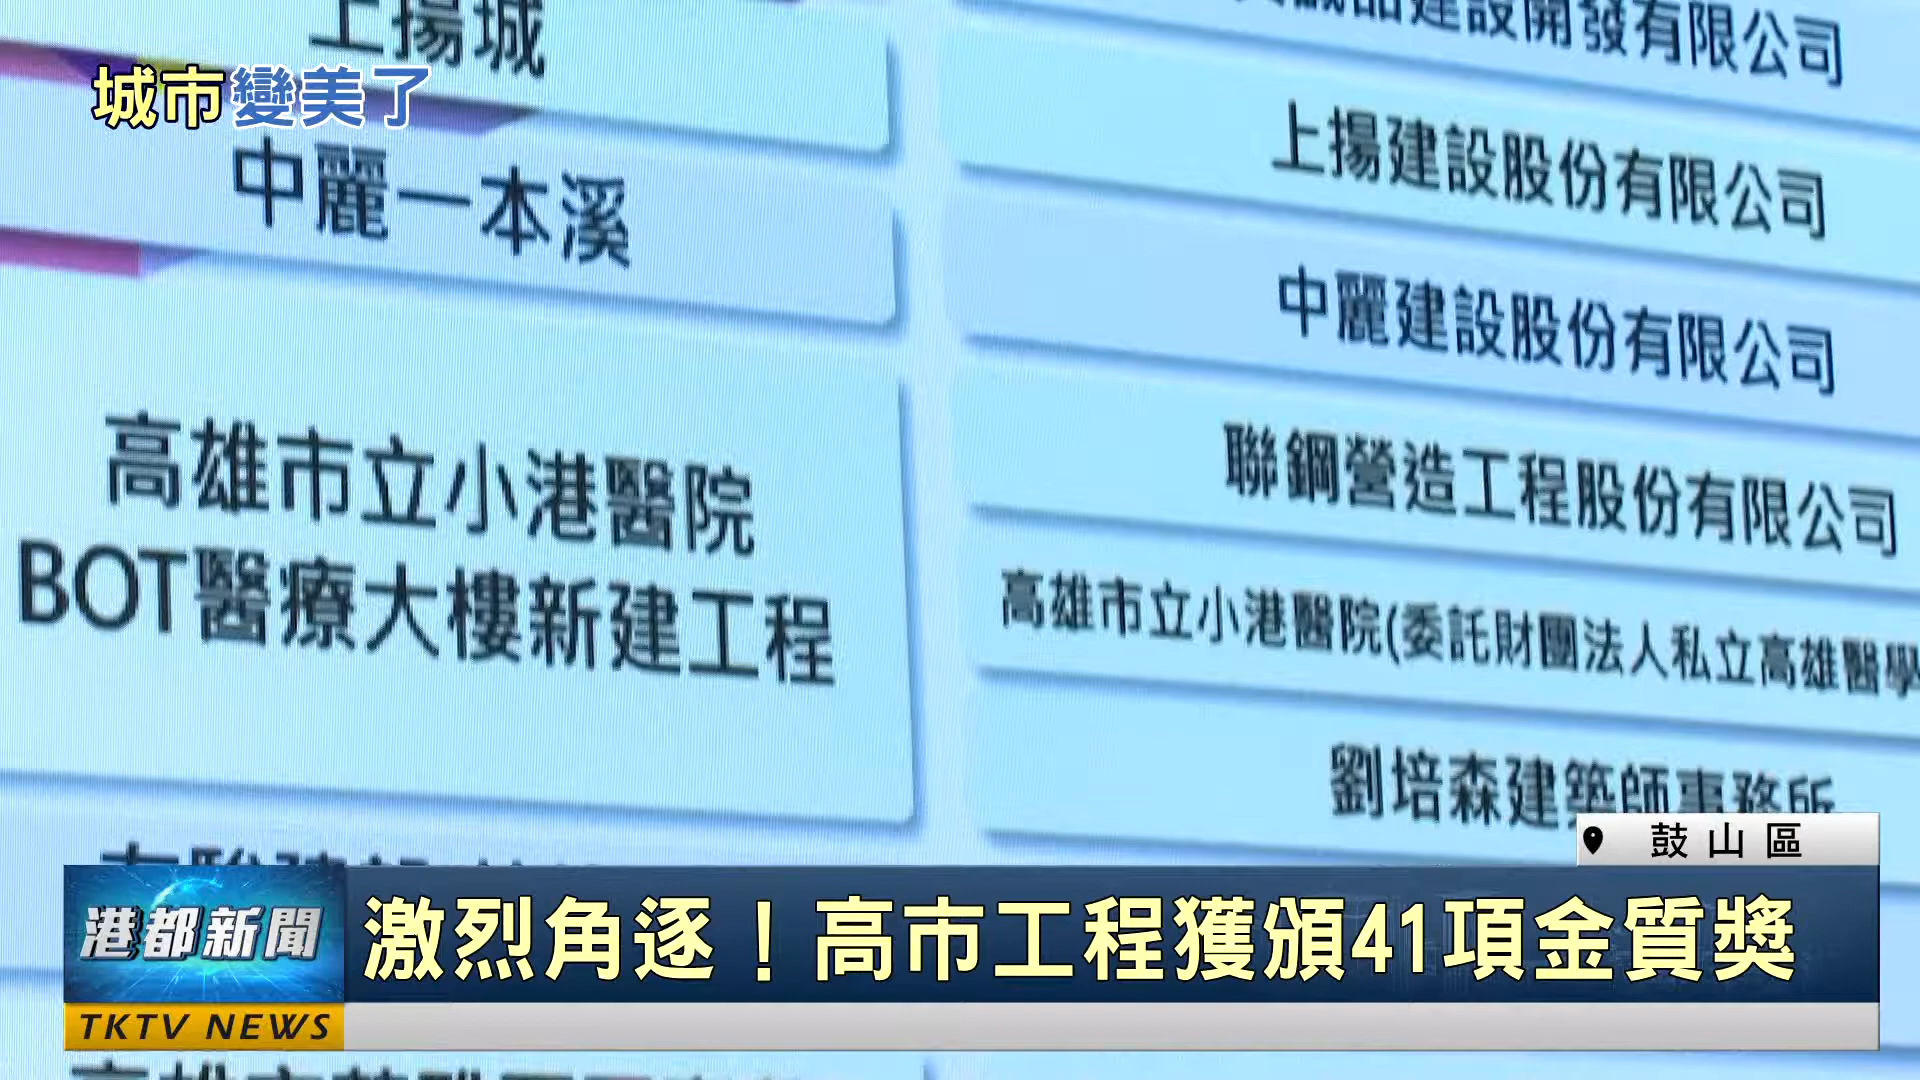 城市變美了
上揚城
建設開發有限公司
上揚建設股份有限公司
中麗一本溪
中麗建設股份有限公司
高雄市立小港醫院
BOT醫療大樓新建工程
聯鋼營造工程股份有限公司
高雄市立小港醫院(委託財團法人私立高雄醫學
劉培森建築師事務所
鼓山區
港都新聞
激烈角逐！高市工程獲頒41項金質獎
TKTV NEWS